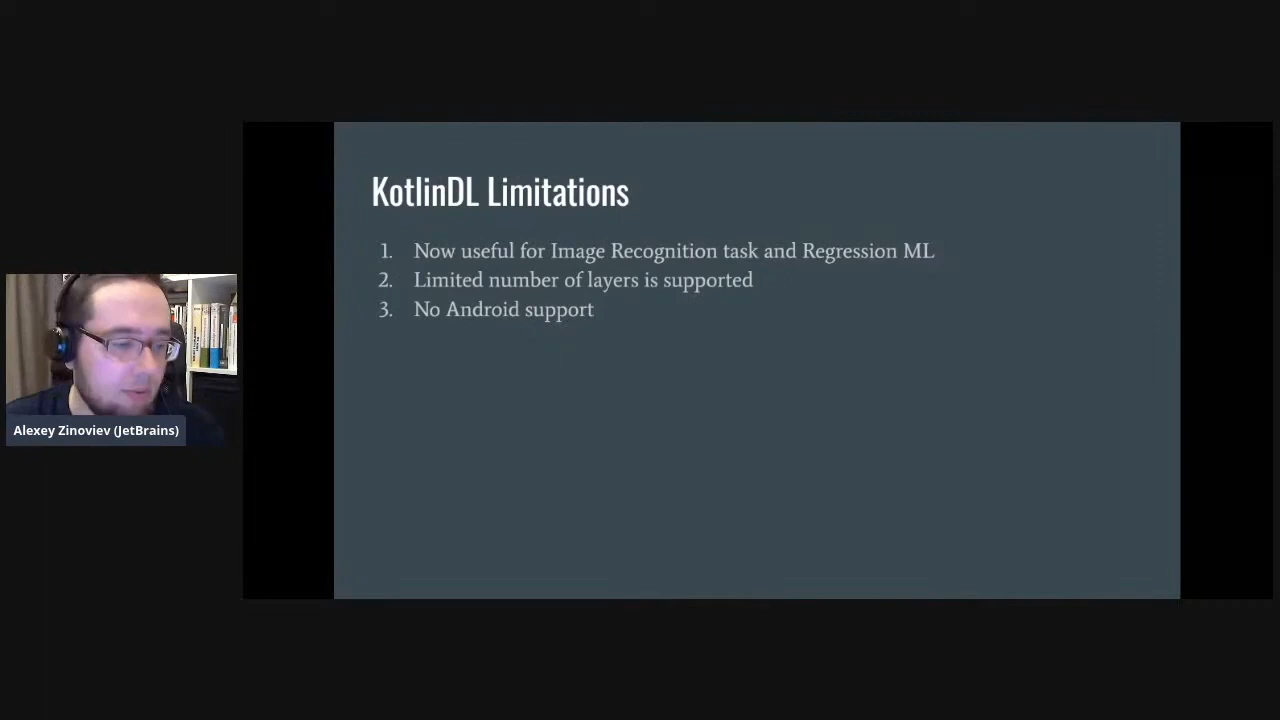 KotlinDL Limitations
1. Now useful for Image Recognition task and Regression ML
2. Limited number of layers is supported
3. No Android support
Alexey Zinoviev (JetBrains)